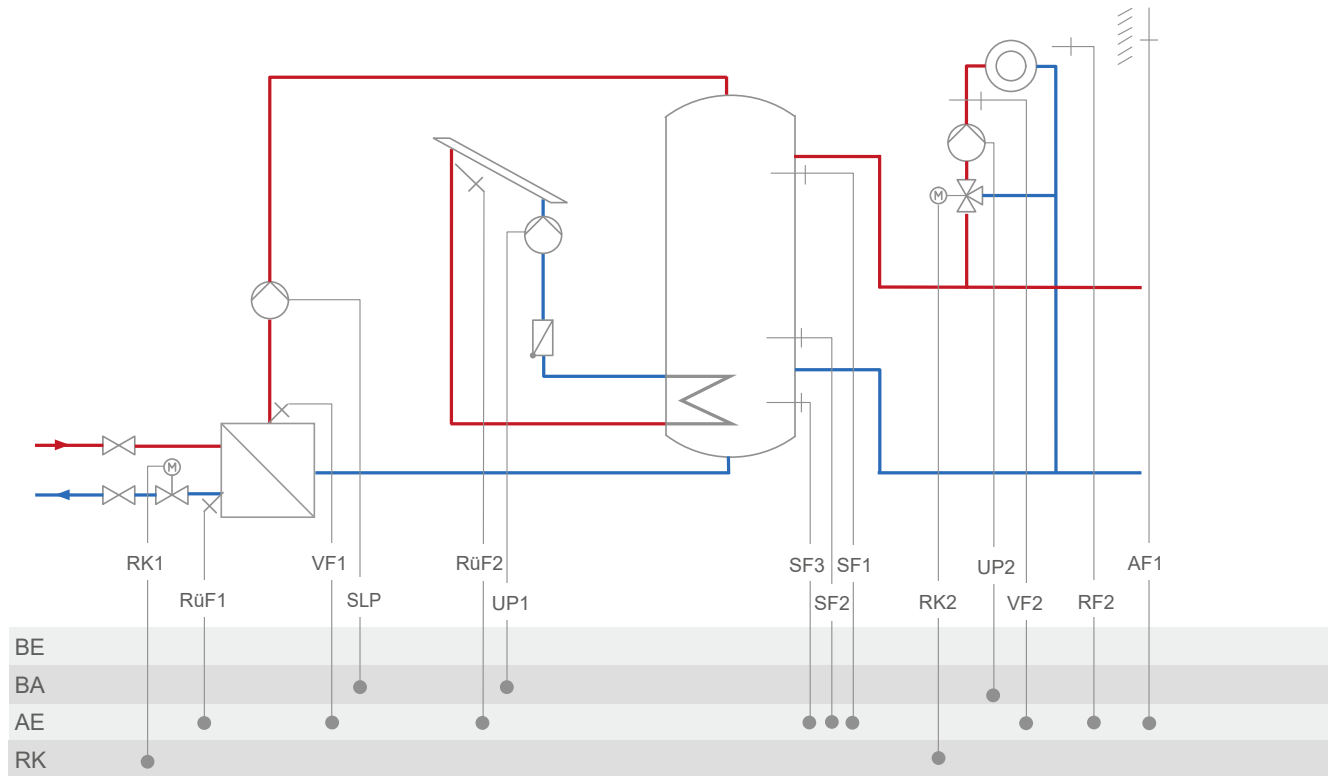 M
M
RK1
VF1
RüF2
SF3
SF1
UP2
AF1
RüF1
SLP
UP1
SF2
RK2
VF2
RF2
BE
BA
AE
RK